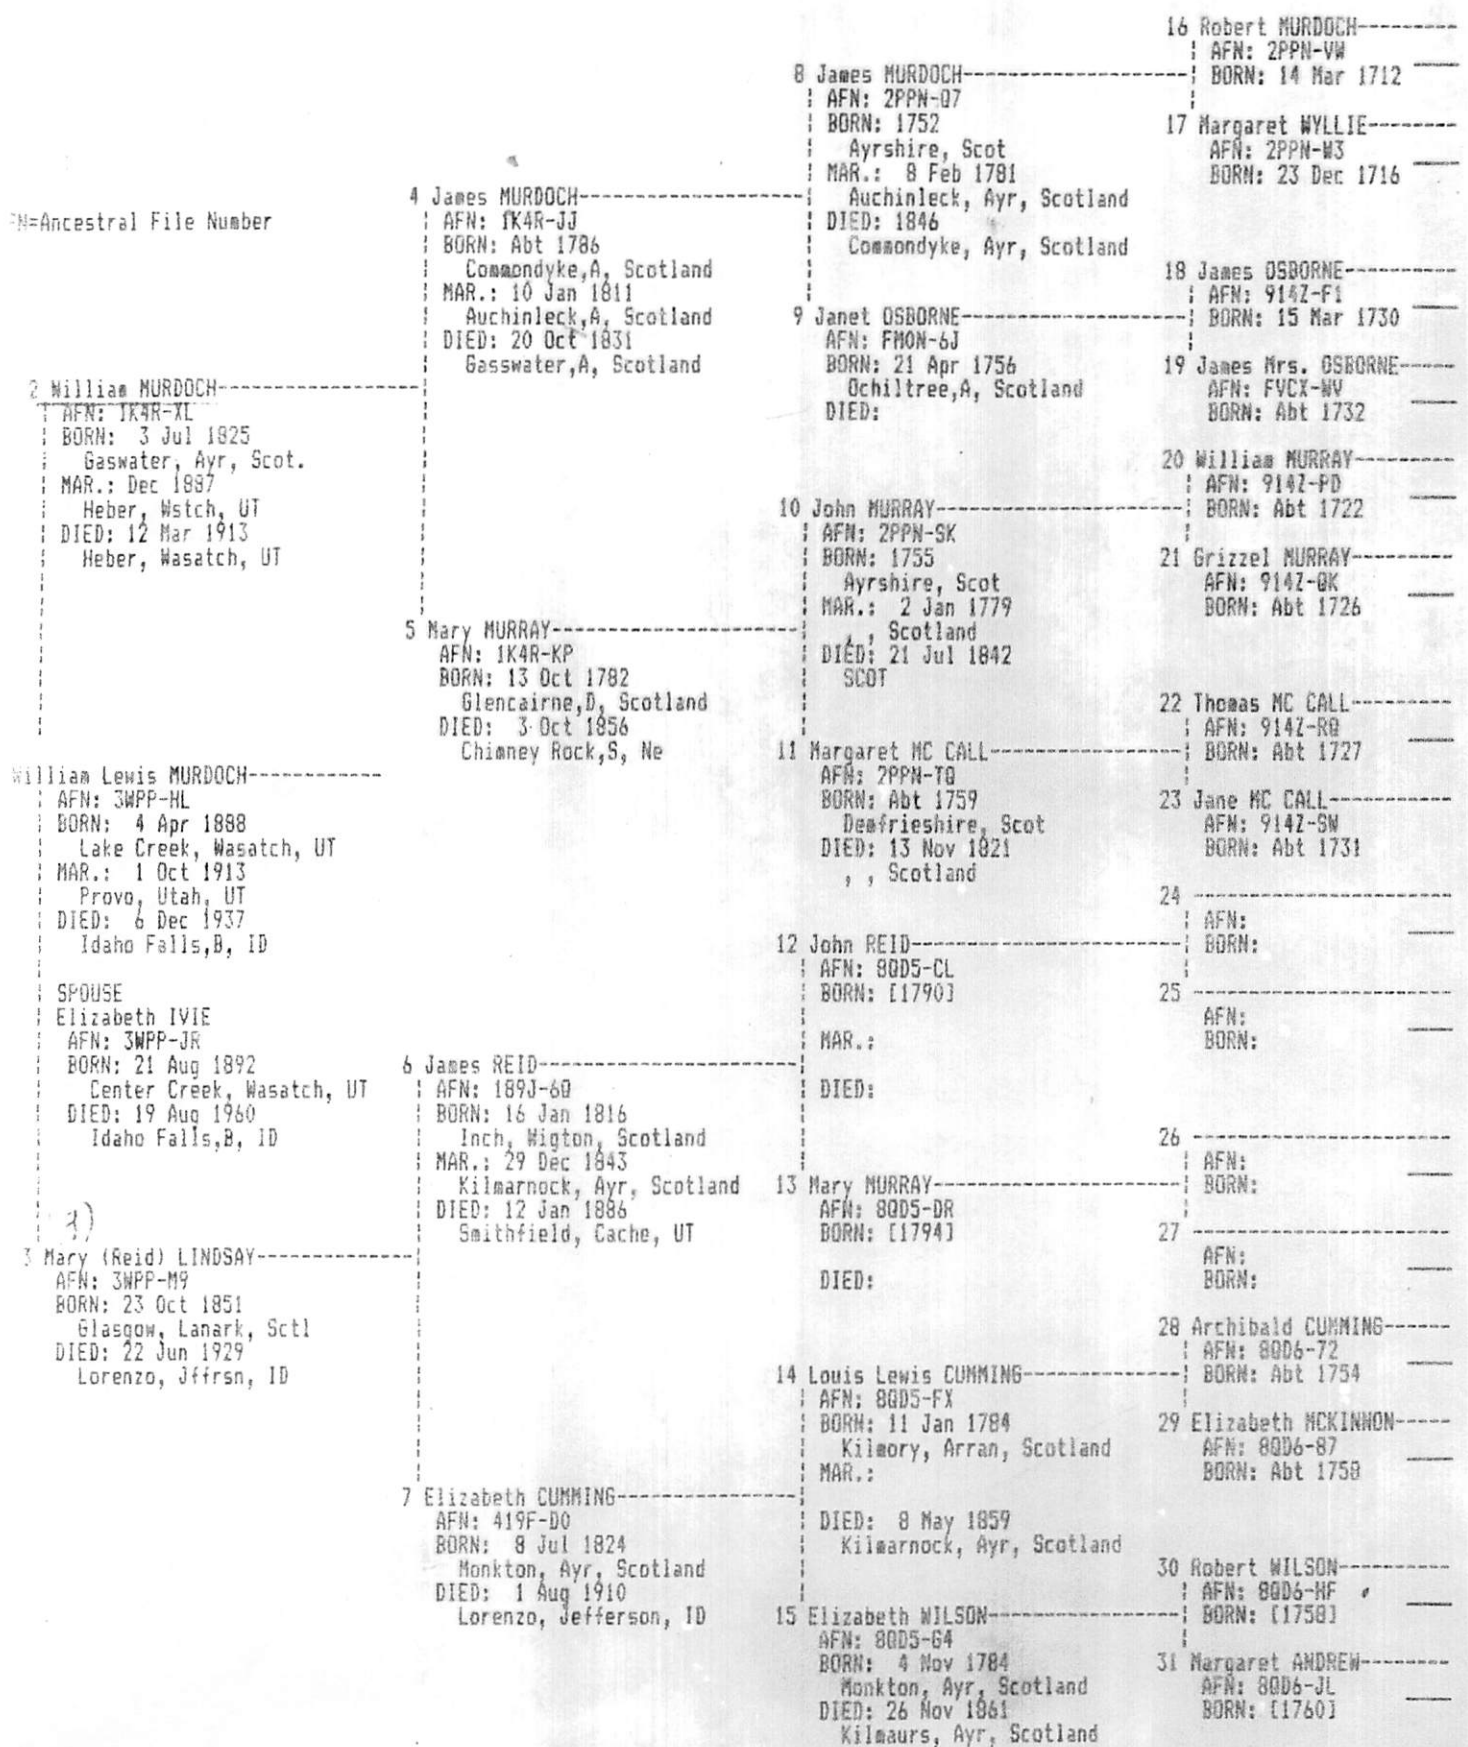 =N=Ancestral File Number
2 William MURDOCH
AFN: 1K4R-XL
BORN: 3 Jul 1825
Gaswater, Ayr, Scot.
MAR.: Dec 1887
Heber, Wstch, UT
DIED: 12 Mar 1913
Heber, Wasatch, UT
William Lewis MURDOCH
AFN: 3WPP-HL
BORN: 4 Apr 1888
Lake Creek, Wasatch, UT
MAR.: 1 Oct 1913
Provo, Utah, UT
DIED: 6 Dec 1937
Idaho Falls,B, ID
SPOUSE
Elizabeth IVIE
AFN: 3WPP-JR
BORN: 21 Aug 1892
Center Creek, Wasatch, UT
DIED: 19 Aug 1960
Idaho Falls,B, ID
3 Mary (Reid) LINDSAY
AFN: 3WPP-M9
BORN: 23 Oct 1851
Glasgow, Lanark, Sctl
DIED: 22 Jun 1929
Lorenzo, Jffrsn, ID
4 James MURDOCH
AFN: 1K4R-JJ
BORN: Abt 1786
Commondyke,A, Scotland
MAR.: 10 Jan 1811
Auchinleck,A, Scotland
DIED: 20 Oct 1831
Gasswater,A, Scotland
5 Mary MURRAY
AFN: 1K4R-KP
BORN: 13 Oct 1782
Glencairne,D, Scotland
DIED: 3 Oct 1856
Chimney Rock,S, Ne
6 James REID
AFN: 189J-6Q
BORN: 16 Jan 1816
Inch, Wigton, Scotland
MAR.: 29 Dec 1843
Kilmarnock, Ayr, Scotland
DIED: 12 Jan 1886
Smithfield, Cache, UT
7 Elizabeth CUMMING
AFN: 419F-D0
BORN: 8 Jul 1824
Monkton, Ayr, Scotland
DIED: 1 Aug 1910
Lorenzo, Jefferson, ID
8 James MURDOCH
AFN: 2PPN-Q7
BORN: 1752
Ayrshire, Scot
MAR.: 8 Feb 1781
Auchinleck, Ayr, Scotland
DIED: 1846
Commondyke, Ayr, Scotland
9 Janet OSBORNE
AFN: FMON-6J
BORN: 21 Apr 1756
Ochiltree,A, Scotland
DIED:
10 John MURRAY
AFN: 2PPN-SK
BORN: 1755
Ayrshire, Scot
MAR.: 2 Jan 1779
, , Scotland
DIED: 21 Jul 1842
SCOT
11 Margaret MC CALL
AFN: 2PPN-TQ
BORN: Abt 1759
Demfrieshire, Scot
DIED: 13 Nov 1821
, , Scotland
12 John REID
AFN: 8QD5-CL
BORN: [1790]
MAR.:
DIED:
13 Mary MURRAY
AFN: 8QD5-DR
BORN: [1794]
DIED:
14 Louis Lewis CUMMING
AFN: 8QD5-FX
BORN: 11 Jan 1784
Kilmory, Arran, Scotland
MAR.:
DIED: 8 May 1859
Kilmarnock, Ayr, Scotland
15 Elizabeth WILSON
AFN: 8QD5-G4
BORN: 4 Nov 1784
Monkton, Ayr, Scotland
DIED: 26 Nov 1861
Kilmaurs, Ayr, Scotland
16 Robert MURDOCH
AFN: 2PPN-VW
BORN: 14 Mar 1712
17 Margaret WYLLIE
AFN: 2PPN-W3
BORN: 23 Dec 1716
18 James OSBORNE
AFN: 914Z-F1
BORN: 15 Mar 1730
19 James Mrs. OSBORNE
AFN: FVCX-WV
BORN: Abt 1732
20 William MURRAY
AFN: 914Z-PD
BORN: Abt 1722
21 Grizzel MURRAY
AFN: 914Z-QK
BORN: Abt 1726
22 Thomas MC CALL
AFN: 914Z-RQ
BORN: Abt 1727
23 Jane MC CALL
AFN: 914Z-SW
BORN: Abt 1731
24
AFN:
BORN:
25
AFN:
BORN:
26
AFN:
BORN:
27
AFN:
BORN:
28 Archibald CUMMING
AFN: 8QD6-72
BORN: Abt 1754
29 Elizabeth MCKINNON
AFN: 8QD6-87
BORN: Abt 1758
30 Robert WILSON
AFN: 8QD6-HF
BORN: [1758]
31 Margaret ANDREW
AFN: 8QD6-JL
BORN: [1760]